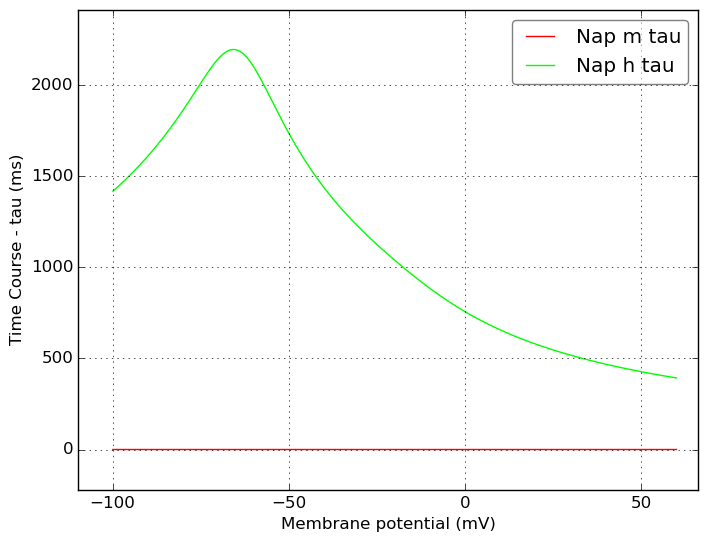 Nap m tau
Nap h tau
2000
1500
1000
500
0
Time Course - tau (ms)
−100
−50
0
50
Membrane potential (mV)